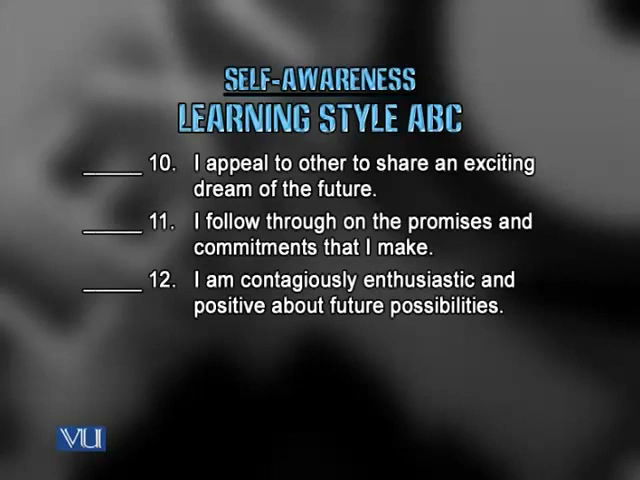 SELF-AWARENESS
LEARNING STYLE ABC
_____ 10. I appeal to other to share an exciting
dream of the future.
_____ 11. I follow through on the promises and
commitments that I make.
_____ 12. I am contagiously enthusiastic and
positive about future possibilities.
VU